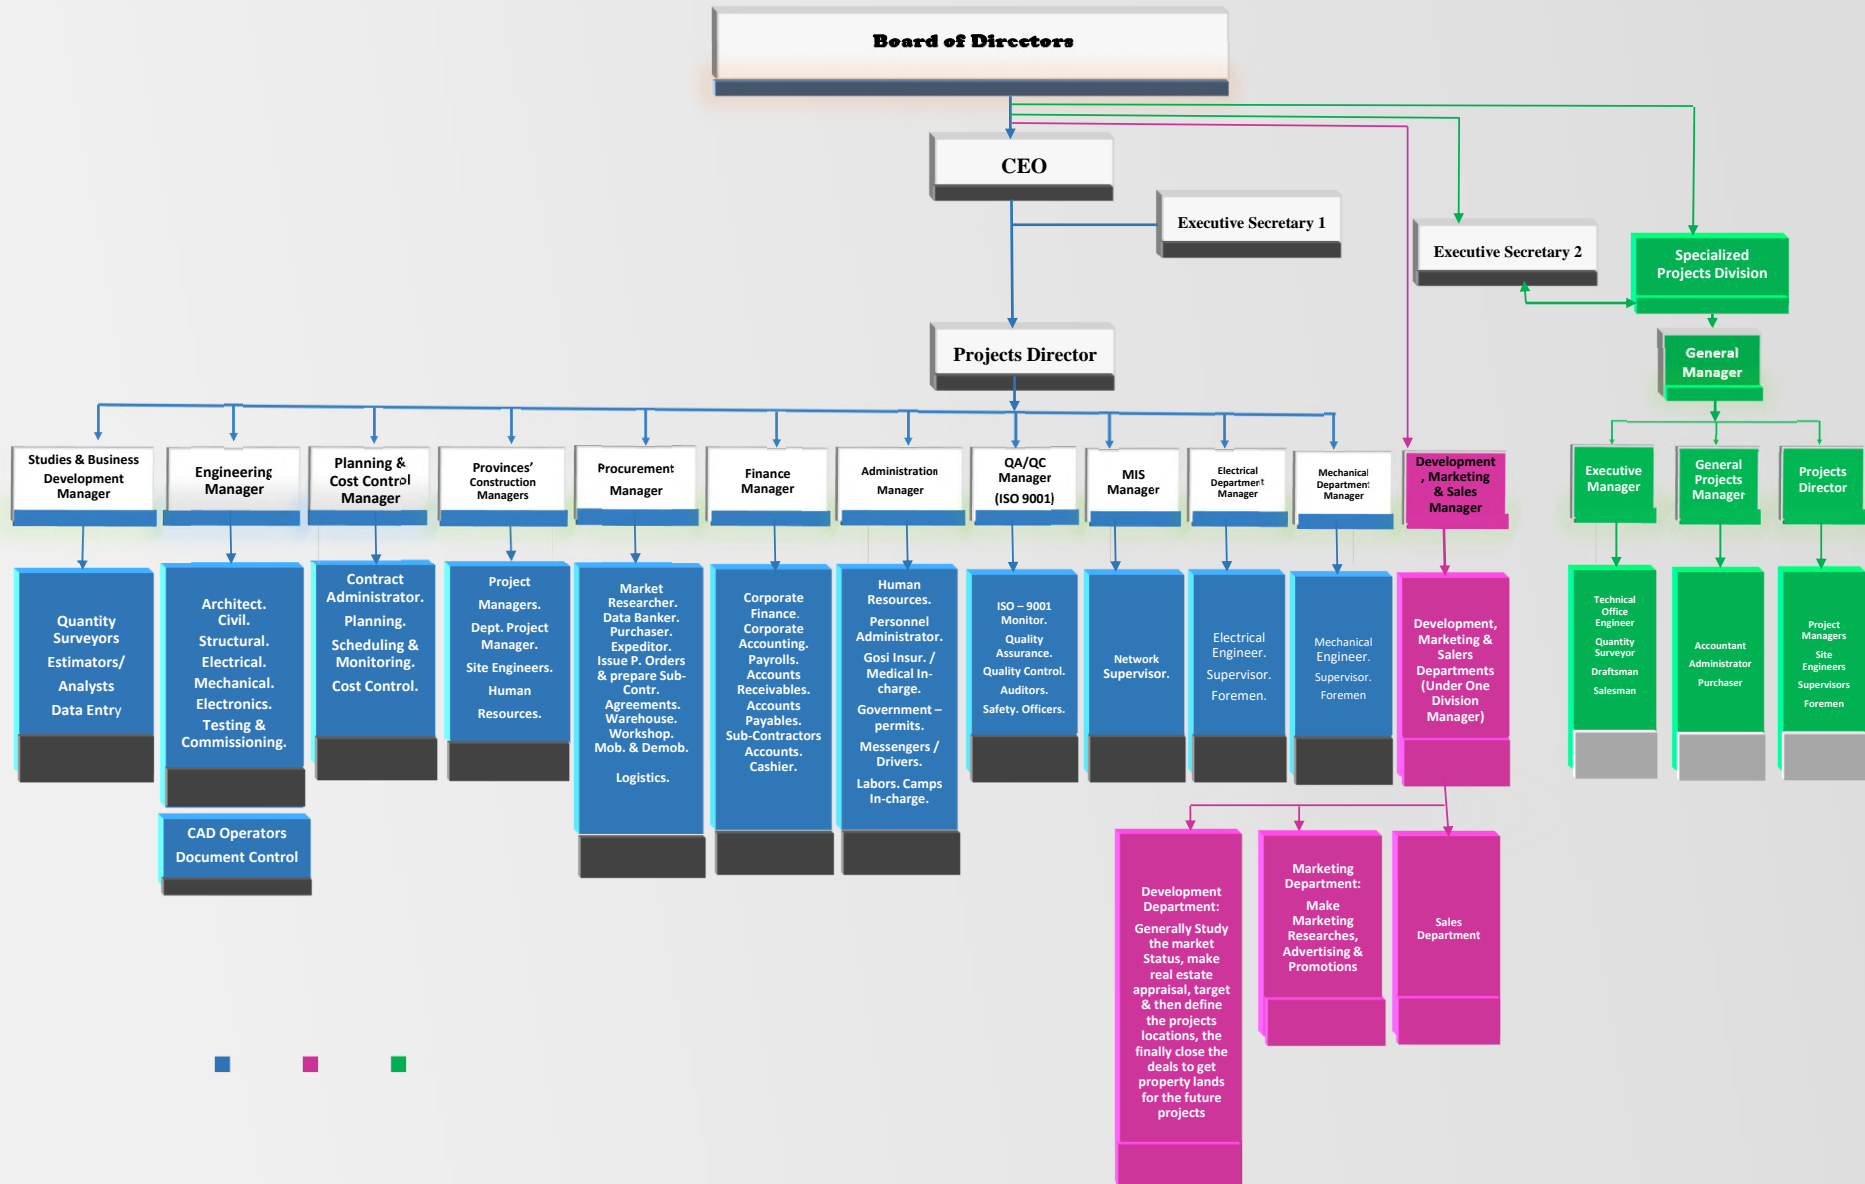 Board of Directors
CEO
Executive Secretary 1
Executive Secretary 2
Specialized
Projects Division
Projects Director
General
Manager
Studies & Business
Development
Manager
Engineering
Manager
Planning &
Cost Control
Manager
Provinces'
Construction
Managers
Procurement
Manager
Finance
Manager
Administration
Manager
QA/QC
Manager
(ISO 9001)
MIS
Manager
Electrical
Department
Manager
Mechanical
Department
Manager
Development
, Marketing
& Sales
Manager
Executive
Manager
General
Projects
Manager
Projects
Director
Quantity
Surveyors
Estimators/
Analysts
Data Entry
Architect.
Civil.
Structural.
Electrical.
Mechanical.
Electronics.
Testing &
Commissioning.
CAD Operators
Document Control
Contract
Administrator.
Planning.
Scheduling &
Monitoring.
Cost Control.
Project
Managers.
Dept. Project
Manager.
Site Engineers.
Human
Resources.
Market
Researcher.
Data Banker.
Purchaser.
Expeditor.
Issue P. Orders
& prepare Sub-
Contr.
Agreements.
Warehouse.
Workshop.
Mob. & Demob.
Logistics.
Corporate
Finance.
Corporate
Accounting.
Payrolls.
Accounts
Receivables.
Accounts
Payables.
Sub-Contractors
Accounts.
Cashier.
Human
Resources.
Personnel
Administrator.
Gosi Insur. /
Medical In-
charge.
Government –
permits.
Messengers /
Drivers.
Labors. Camps
In-charge.
ISO – 9001
Monitor.
Quality
Assurance.
Quality Control.
Auditors.
Safety. Officers.
Network
Supervisor.
Electrical
Engineer.
Supervisor.
Foremen.
Mechanical
Engineer.
Supervisor.
Foremen
Development,
Marketing &
Salers
Departments
(Under One
Division
Manager)
Technical
Office
Engineer
Quantity
Surveyor
Draftsman
Salesman
Accountant
Administrator
Purchaser
Project
Managers
Site
Engineers
Supervisors
Foremen
Development
Department:
Generally Study
the market
Status, make
real estate
appraisal, target
& then define
the projects
locations, the
finally close the
deals to get
property lands
for the future
projects
Marketing
Department:
Make
Marketing
Researches,
Advertising &
Promotions
Sales
Department